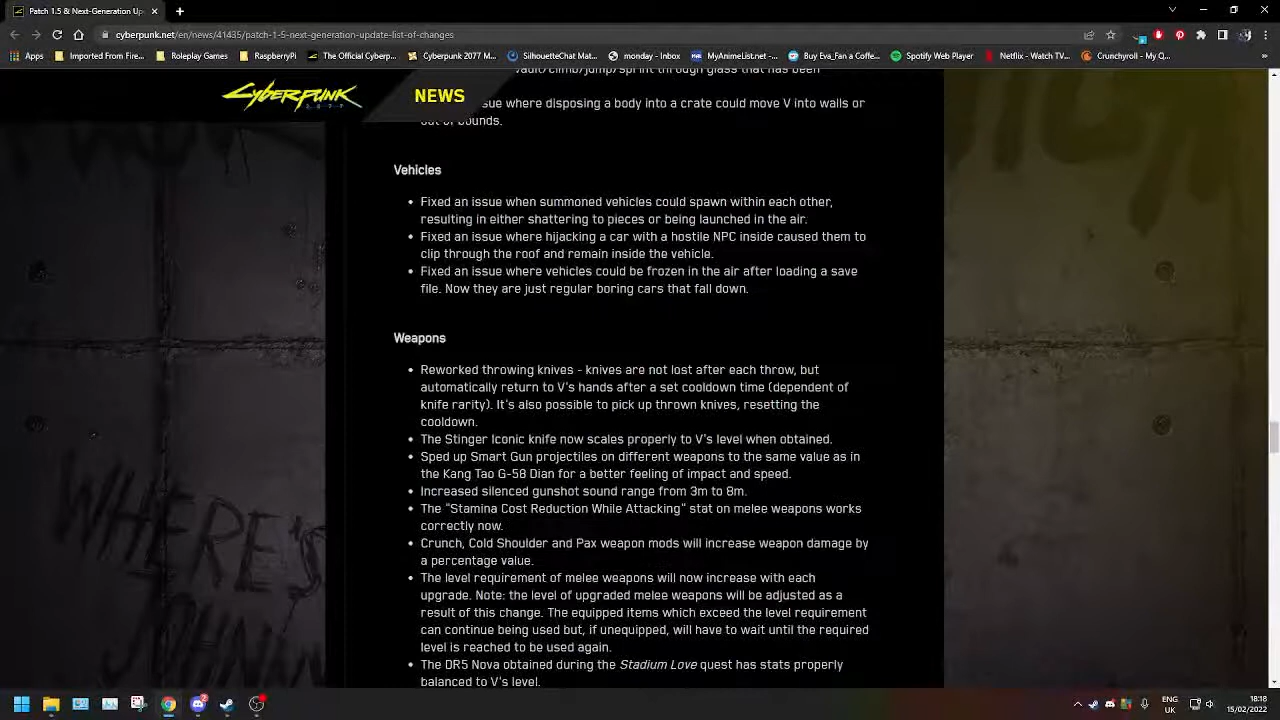 Patch 1.5 & Next-Generation Up
cyberpunk.net/en/news/41435/patch-1-5-next-generation-update-list-of-changes
Apps
Imported From Fire...
Roleplay Games
RaspberryPi-
The Official Cyberp...
Cyberpunk 2077 M...
SilhouetteChat Mat...
monday - Inbox
MyAnimeList.net -...
Buy Eva_Fan a Coffe...
Spotify Web Player
Netflix - Watch TV...
Crunchyroll - My Q...
CYBERPUNK
2077
NEWS
vault/climb/jump/sprint through glass that has been
sue where disposing a body into a crate could move V into walls or
out of bounds.
Vehicles
• Fixed an issue when summoned vehicles could spawn within each other,
resulting in either shattering to pieces or being launched in the air.
• Fixed an issue where hijacking a car with a hostile NPC inside caused them to
clip through the roof and remain inside the vehicle.
• Fixed an issue where vehicles could be frozen in the air after loading a save
file. Now they are just regular boring cars that fall down.
Weapons
• Reworked throwing knives - knives are not lost after each throw, but
automatically return to V's hands after a set cooldown time (dependent of
knife rarity). It's also possible to pick up thrown knives, resetting the
cooldown.
• The Stinger Iconic knife now scales properly to V's level when obtained.
• Sped up Smart Gun projectiles on different weapons to the same value as in
the Kang Tao G-58 Dian for a better feeling of impact and speed.
• Increased silenced gunshot sound range from 3m to 8m.
• The "Stamina Cost Reduction While Attacking" stat on melee weapons works
correctly now.
• Crunch, Cold Shoulder and Pax weapon mods will increase weapon damage by
a percentage value.
• The level requirement of melee weapons will now increase with each
upgrade. Note: the level of upgraded melee weapons will be adjusted as a
result of this change. The equipped items which exceed the level requirement
can continue being used but, if unequipped, will have to wait until the required
level is reached to be used again.
• The DR5 Nova obtained during the Stadium Love quest has stats properly
balanced to V's level.
WHERE'S
ENG
UK
18:18
15/02/2022